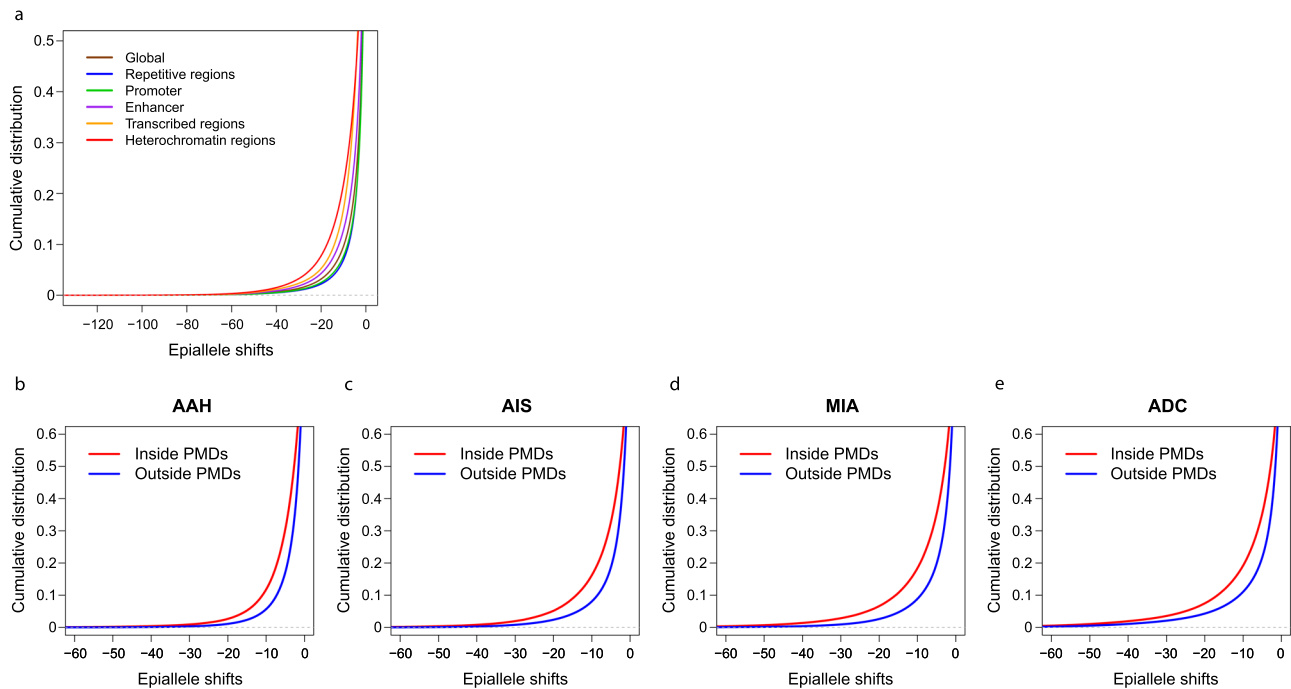 a
Cumulative distribution
0.5
0.4
0.3
0.2
0.1
0
Global
Repetitive regions
Promoter
Enhancer
Transcribed regions
Heterochromatin regions
−120 −100 −80 −60 −40 −20 0
Epiallele shifts
b
AAH
Cumulative distribution
0.6
0.5
0.4
0.3
0.2
0.1
0
Inside PMDs
Outside PMDs
−60 −50 −40 −30 −20 −10 0
Epiallele shifts
c
AIS
Cumulative distribution
0.6
0.5
0.4
0.3
0.2
0.1
0
Inside PMDs
Outside PMDs
−60 −50 −40 −30 −20 −10 0
Epiallele shifts
d
MIA
Cumulative distribution
0.6
0.5
0.4
0.3
0.2
0.1
0
Inside PMDs
Outside PMDs
−60 −50 −40 −30 −20 −10 0
Epiallele shifts
e
ADC
Cumulative distribution
0.6
0.5
0.4
0.3
0.2
0.1
0
Inside PMDs
Outside PMDs
−60 −50 −40 −30 −20 −10 0
Epiallele shifts